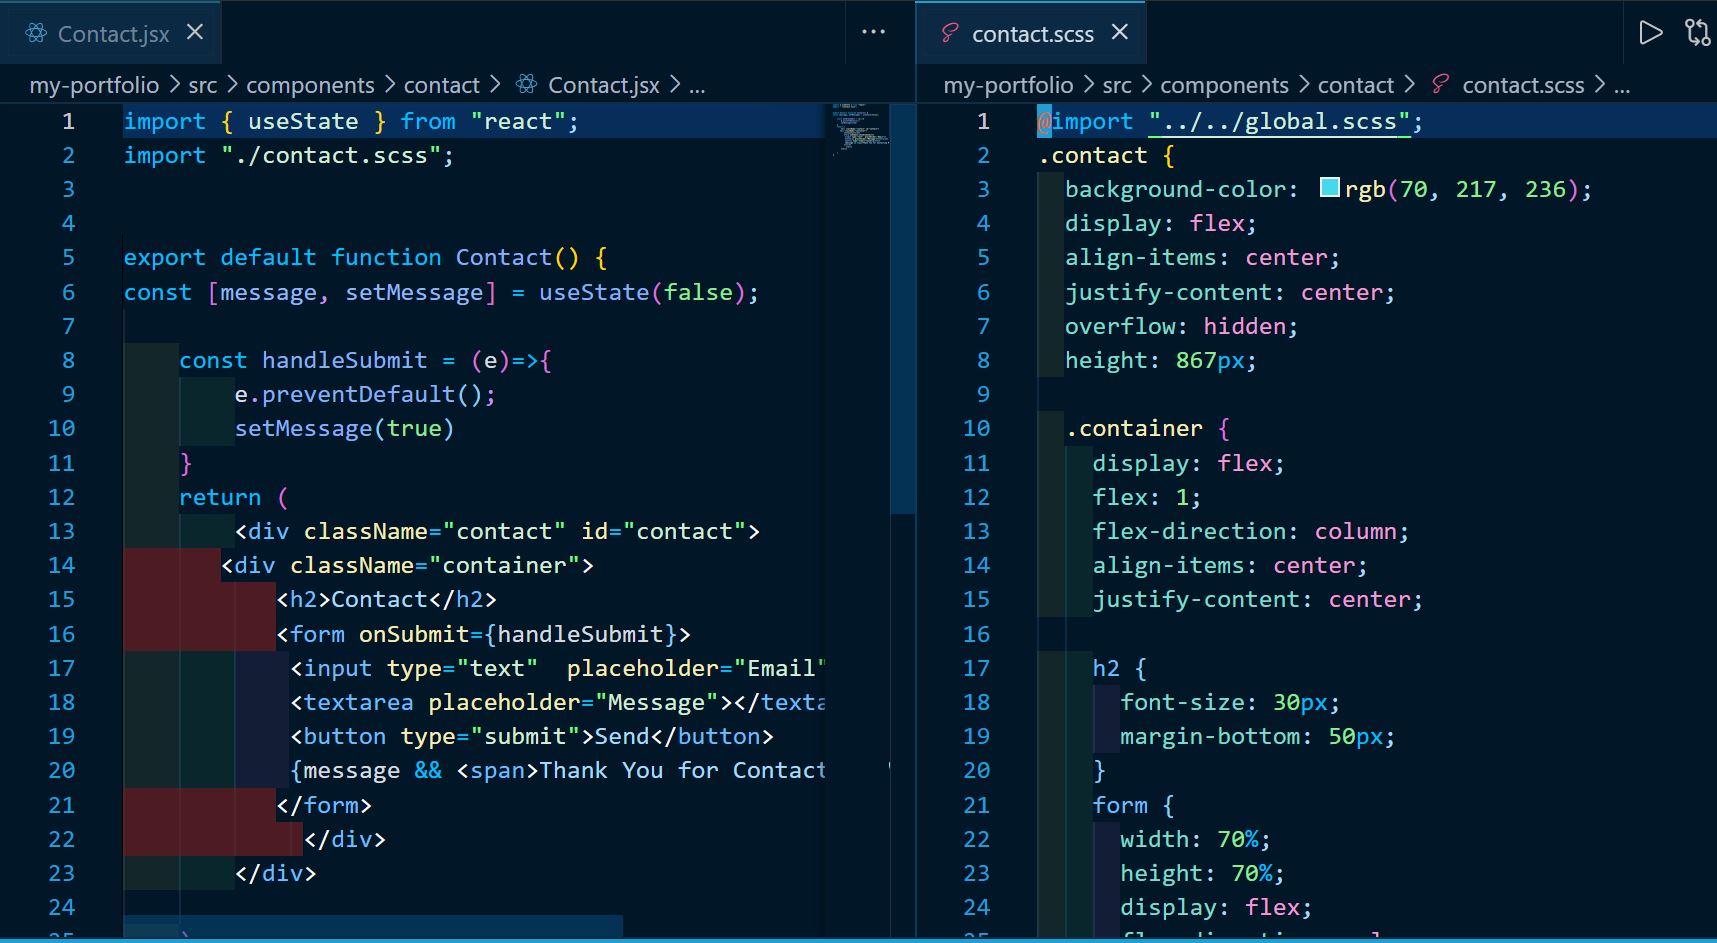 Contact.jsx
my-portfolio > src > components > contact > Contact.jsx > ...
1 import { useState } from "react";
2 import "./contact.scss";
3
4
5 export default function Contact() {
6 const [message, setMessage] = useState(false);
7
8 const handleSubmit = (e)=>{
9 e.preventDefault();
10 setMessage(true)
11 }
12 return (
13 <div className="contact" id="contact">
14 <div className="container">
15 <h2>Contact</h2>
16 <form onSubmit={handleSubmit}>
17 <input type="text"  placeholder="Email"
18 <textarea placeholder="Message"></texta
19 <button type="submit">Send</button>
20 {message && <span>Thank You for Contact
21 </form>
22 </div>
23 </div>
24
contact.scss
my-portfolio > src > components > contact > contact.scss > ...
1 @import "../../global.scss";
2 .contact {
3 background-color: rgb(70, 217, 236);
4 display: flex;
5 align-items: center;
6 justify-content: center;
7 overflow: hidden;
8 height: 867px;
9
10 .container {
11 display: flex;
12 flex: 1;
13 flex-direction: column;
14 align-items: center;
15 justify-content: center;
16
17 h2 {
18 font-size: 30px;
19 margin-bottom: 50px;
20 }
21 form {
22 width: 70%;
23 height: 70%;
24 display: flex;